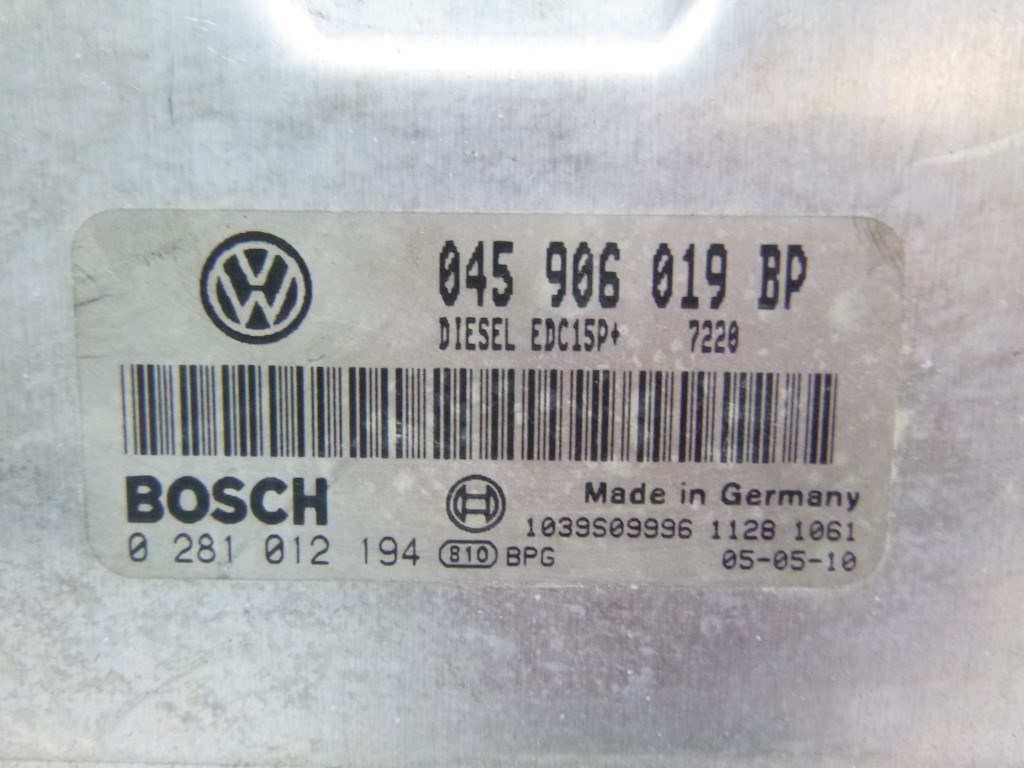 045 906 019 BP
DIESEL EDC15P+ 7220
BOSCH
Made in Germany
1039S09996 1128 1061
0 281 012 194 810 BPG 05-05-10